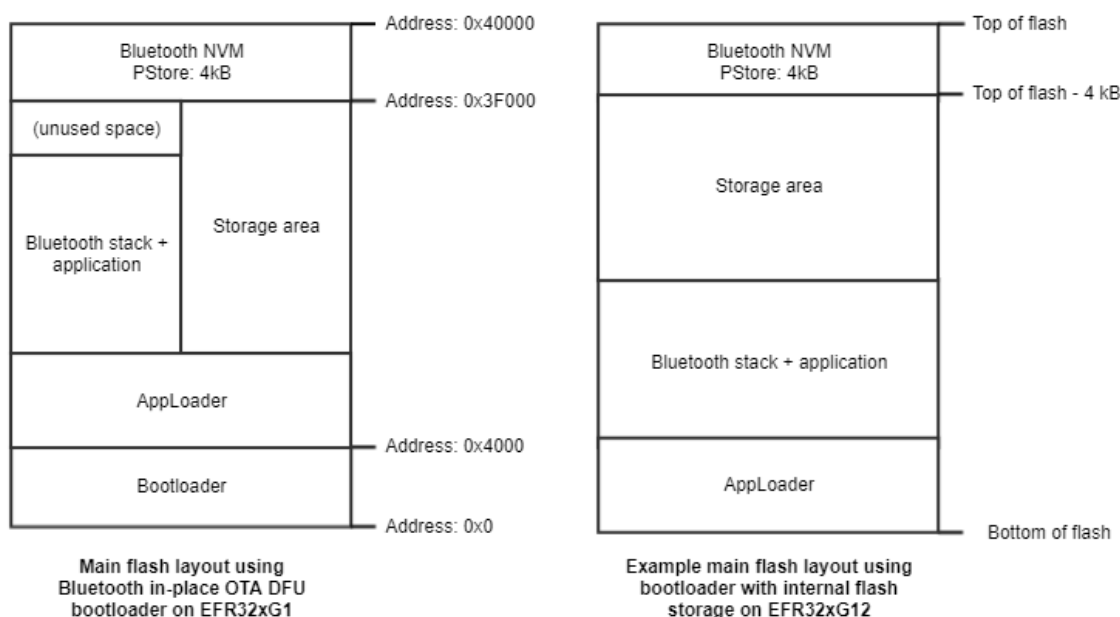 Address: 0x40000
Bluetooth NVM
PStore: 4kB
Address: 0x3F000
(unused space)
Bluetooth stack +
application
Storage area
AppLoader
Address: 0x4000
Bootloader
Address: 0x0
Main flash layout using
Bluetooth in-place OTA DFU
bootloader on EFR32xG1
Top of flash
Bluetooth NVM
PStore: 4kB
Top of flash - 4 kB
Storage area
Bluetooth stack + application
AppLoader
Bottom of flash
Example main flash layout using
bootloader with internal flash
storage on EFR32xG12